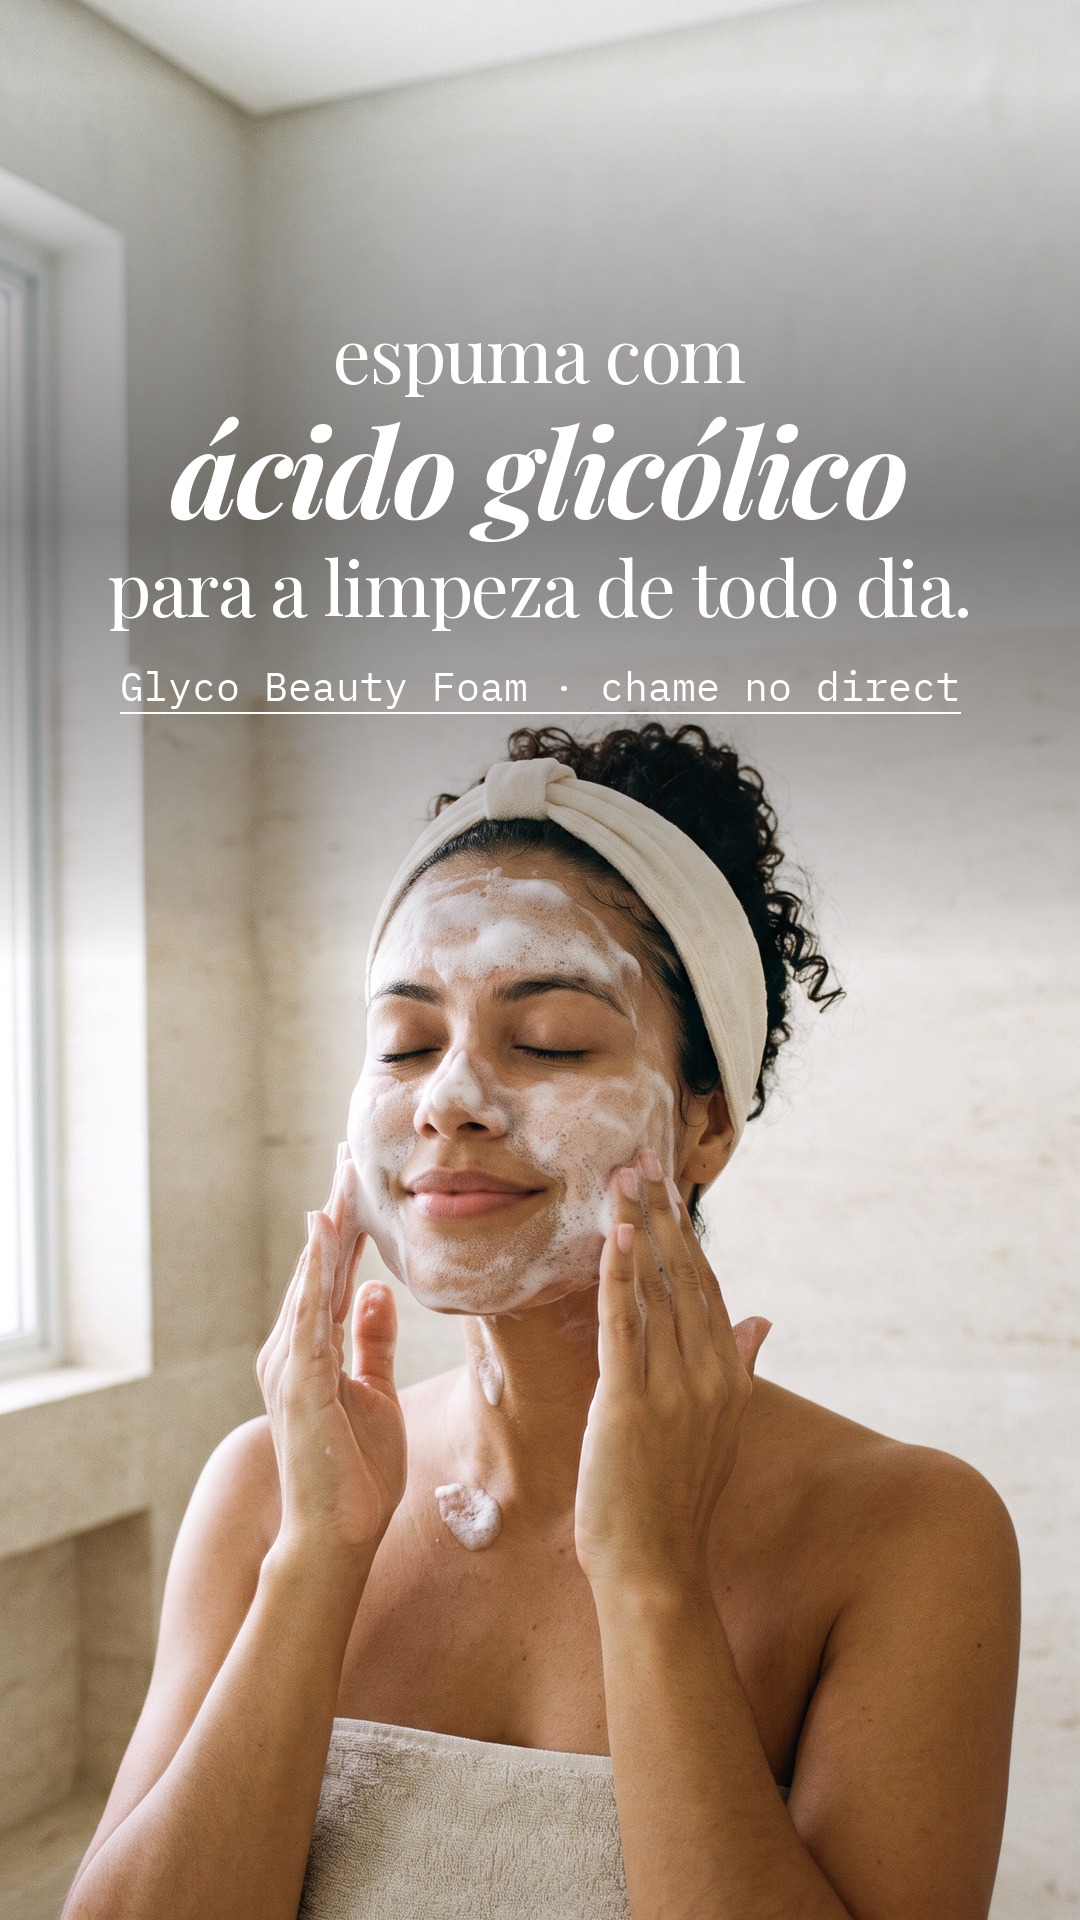 espuma com
ácido glicólico
para a limpeza de todo dia.
Glyco Beauty Foam · chame no direct